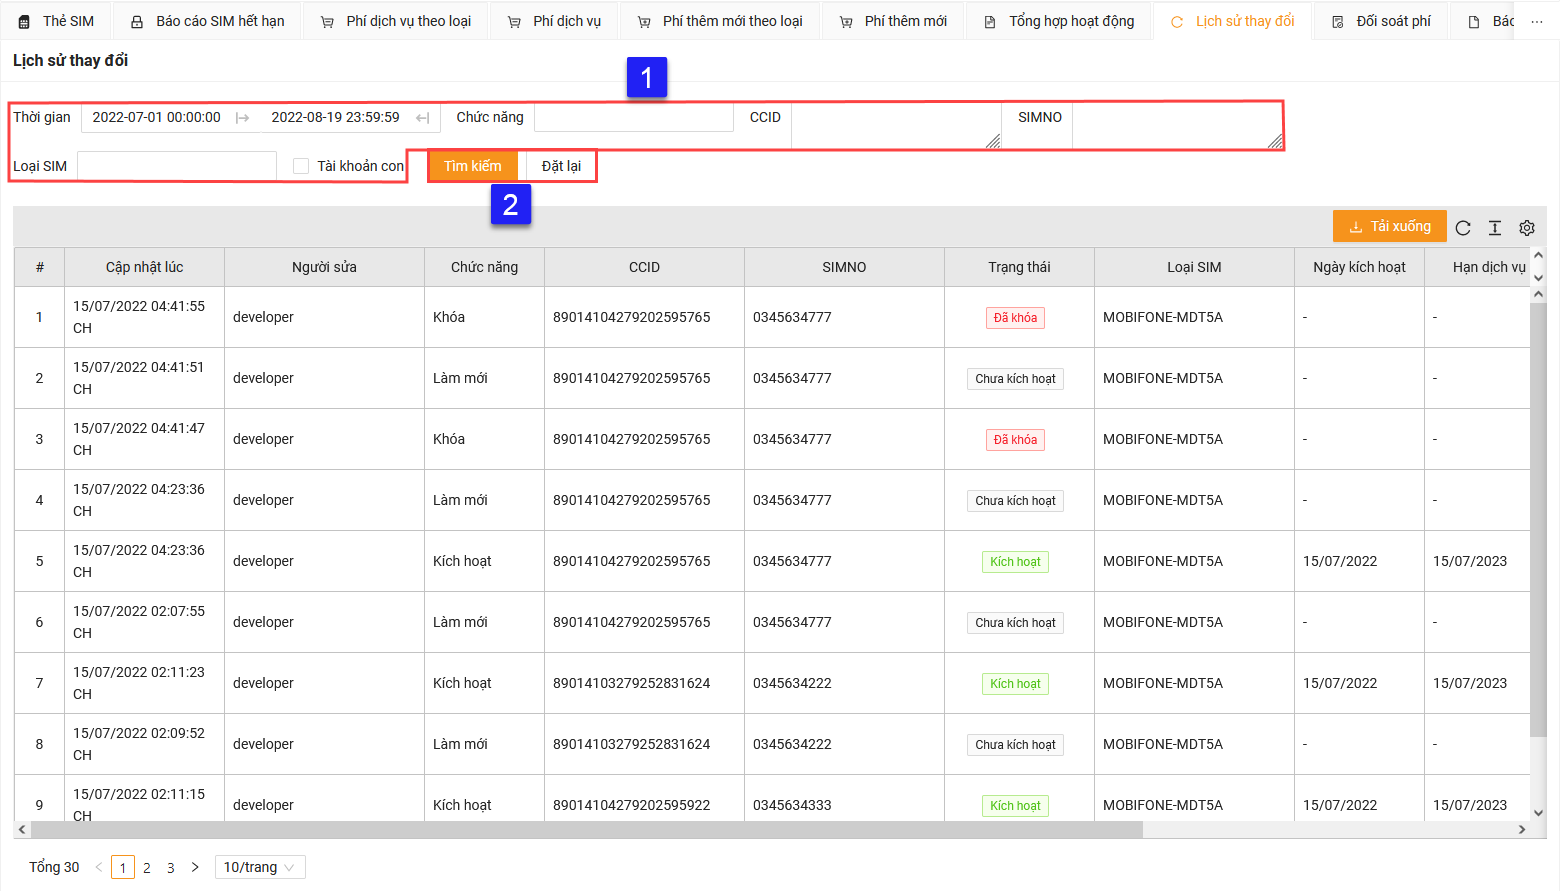 Thẻ SIM Báo cáo SIM hết hạn Phí dịch vụ theo loại Phí dịch vụ Phí thêm mới theo loại Phí thêm mới Tổng hợp hoạt động Lịch sử thay đổi Đối soát phí Báo ...
Lịch sử thay đổi
1
Thời gian 2022-07-01 00:00:00 2022-08-19 23:59:59 Chức năng CCID SIMNO
Loại SIM Tài khoản con Tìm kiếm Đặt lại
2
Tải xuống
# Cập nhật lúc Người sửa Chức năng CCID SIMNO Trạng thái Loại SIM Ngày kích hoạt Hạn dịch vụ
1 15/07/2022 04:41:55 CH developer Khóa 89014104279202595765 0345634777 Đã khóa MOBIFONE-MDT5A - -
2 15/07/2022 04:41:51 CH developer Làm mới 89014104279202595765 0345634777 Chưa kích hoạt MOBIFONE-MDT5A - -
3 15/07/2022 04:41:47 CH developer Khóa 89014104279202595765 0345634777 Đã khóa MOBIFONE-MDT5A - -
4 15/07/2022 04:23:36 CH developer Làm mới 89014104279202595765 0345634777 Chưa kích hoạt MOBIFONE-MDT5A - -
5 15/07/2022 04:23:36 CH developer Kích hoạt 89014104279202595765 0345634777 Kích hoạt MOBIFONE-MDT5A 15/07/2022 15/07/2023
6 15/07/2022 02:07:55 CH developer Làm mới 89014104279202595765 0345634777 Chưa kích hoạt MOBIFONE-MDT5A - -
7 15/07/2022 02:11:23 CH developer Kích hoạt 89014103279252831624 0345634222 Kích hoạt MOBIFONE-MDT5A 15/07/2022 15/07/2023
8 15/07/2022 02:09:52 CH developer Làm mới 89014103279252831624 0345634222 Chưa kích hoạt MOBIFONE-MDT5A - -
9 15/07/2022 02:11:15 CH developer Kích hoạt 89014104279202595922 0345634333 Kích hoạt MOBIFONE-MDT5A 15/07/2022 15/07/2023
Tổng 30 < 1 2 3 > 10/trang